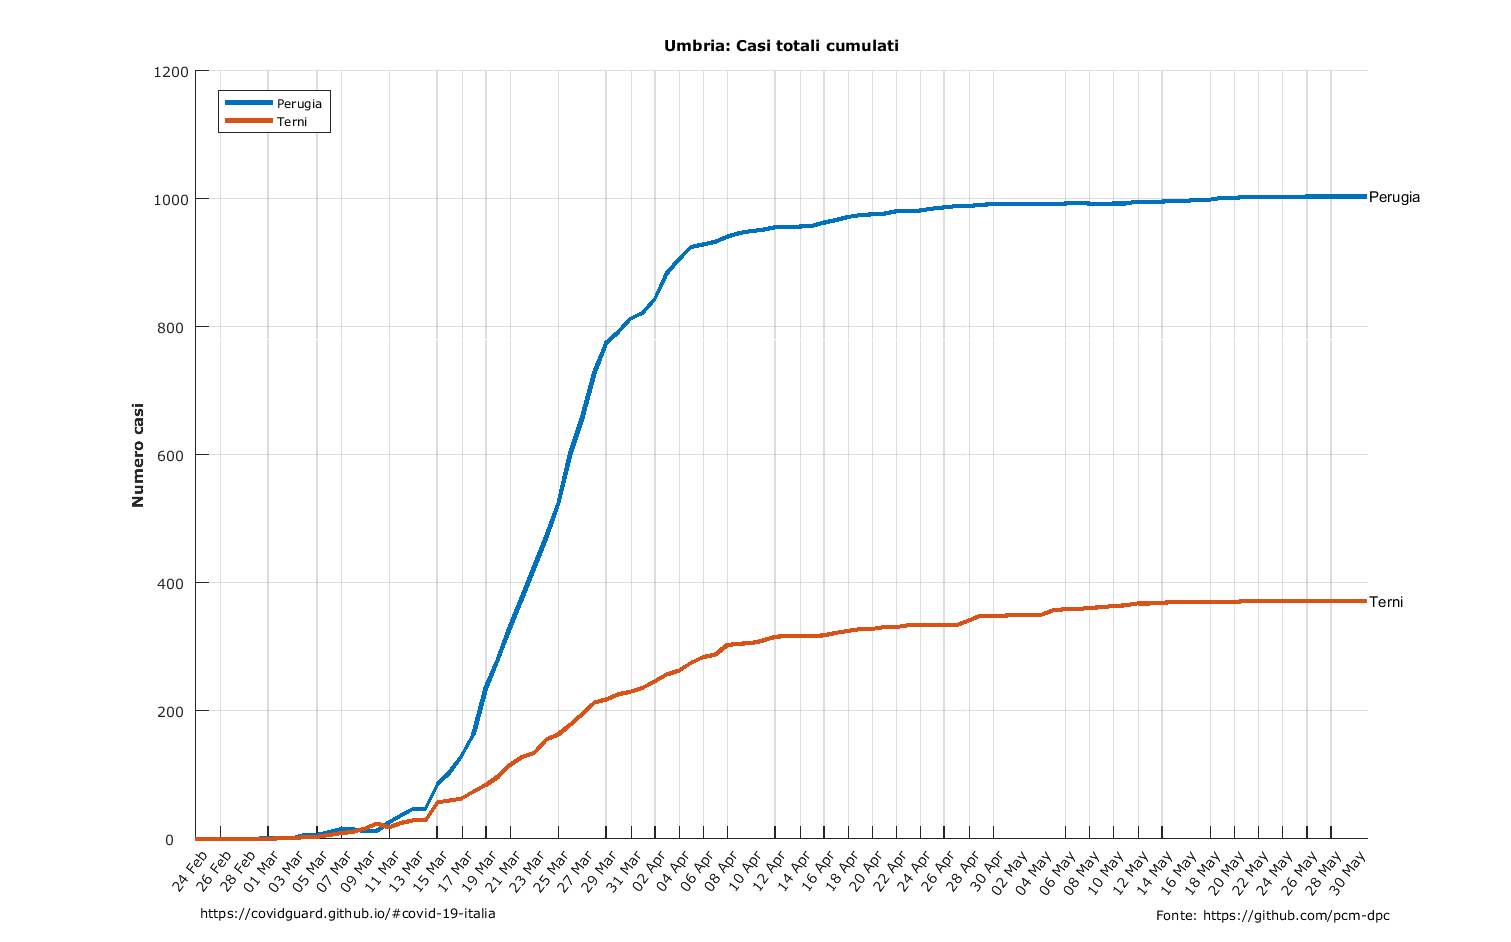 Umbria: Casi totali cumulati
1200
1000
800
600
400
200
0
Numero casi
Perugia
Terni
Perugia
Terni
24 Feb
26 Feb
28 Feb
01 Mar
03 Mar
05 Mar
07 Mar
09 Mar
11 Mar
13 Mar
15 Mar
17 Mar
19 Mar
21 Mar
23 Mar
25 Mar
27 Mar
29 Mar
31 Mar
02 Apr
04 Apr
06 Apr
08 Apr
10 Apr
12 Apr
14 Apr
16 Apr
18 Apr
20 Apr
22 Apr
24 Apr
26 Apr
28 Apr
30 Apr
02 May
04 May
06 May
08 May
10 May
12 May
14 May
16 May
18 May
20 May
22 May
24 May
26 May
28 May
30 May
https://covidguard.github.io/#covid-19-italia
Fonte: https://github.com/pcm-dpc